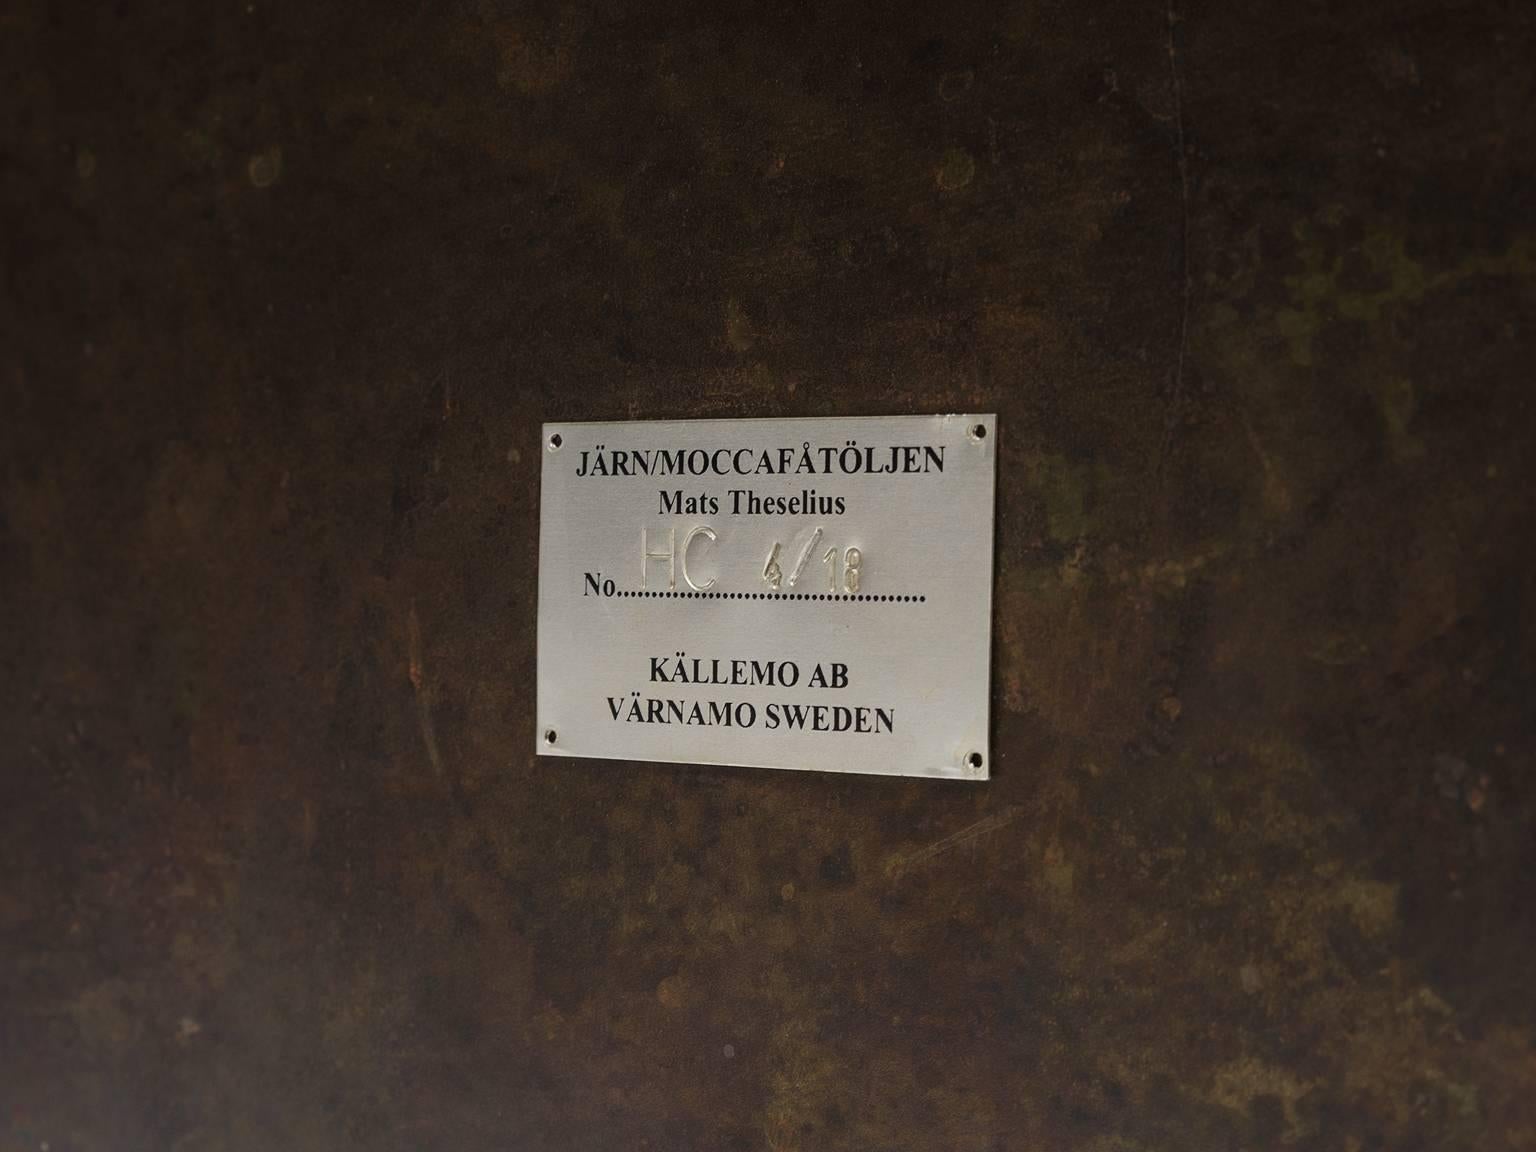 JÄRN/MOCCAFÅTÖLJEN
Mats Theselius
No.......HC 4/18.......
KÄLLEMO AB
VÄRNAMO SWEDEN